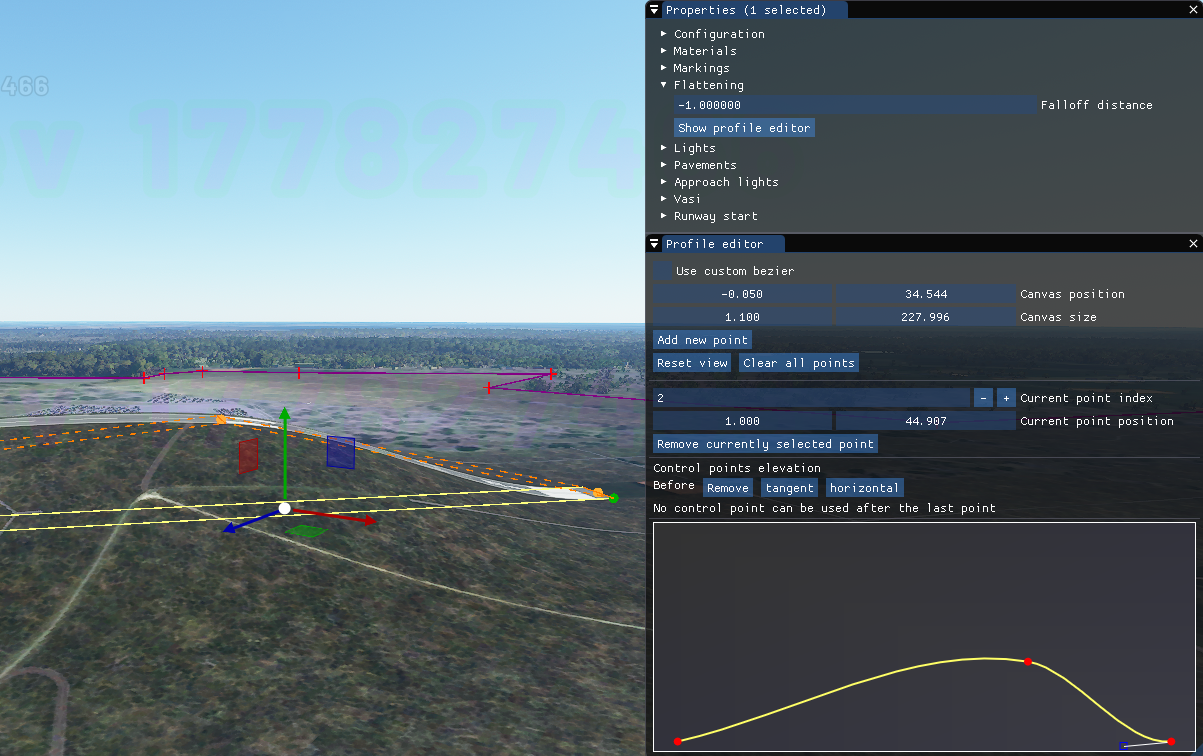 466
v 1778274
Properties (1 selected)
Configuration
Materials
Markings
Flattening
-1.000000 Falloff distance
Show profile editor
Lights
Pavements
Approach lights
Vasi
Runway start
Profile editor
Use custom bezier
-0.050 34.544 Canvas position
1.100 227.996 Canvas size
Add new point
Reset view Clear all points
2 - + Current point index
1.000 44.907 Current point position
Remove currently selected point
Control points elevation
Before Remove tangent horizontal
No control point can be used after the last point